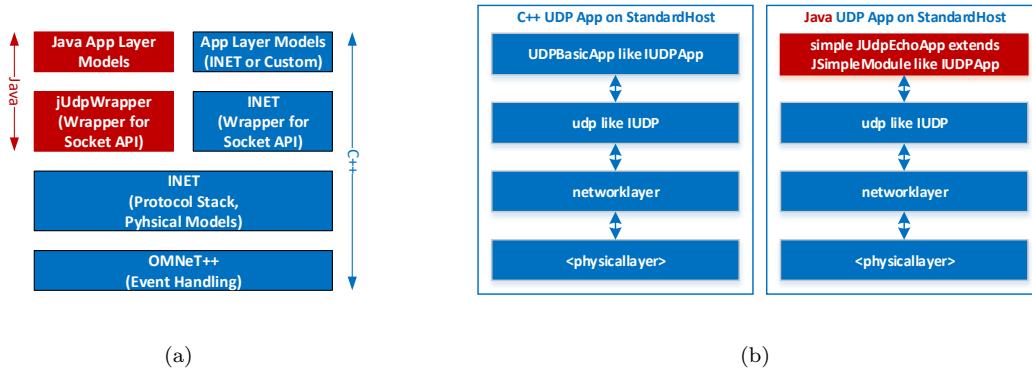 Java App Layer
Models
App Layer Models
(INET or Custom)
Java
jUdpWrapper
(Wrapper for
Socket API)
INET
(Wrapper for
Socket API)
C++
INET
(Protocol Stack,
Pyhsical Models)
OMNeT++
(Event Handling)
(a)
C++ UDP App on StandardHost
UDPBasicApp like IUDPApp
udp like IUDP
networklayer
<physicallayer>
Java UDP App on StandardHost
simple JUdpEchoApp extends
JSimpleModule like IUDPApp
udp like IUDP
networklayer
<physicallayer>
(b)